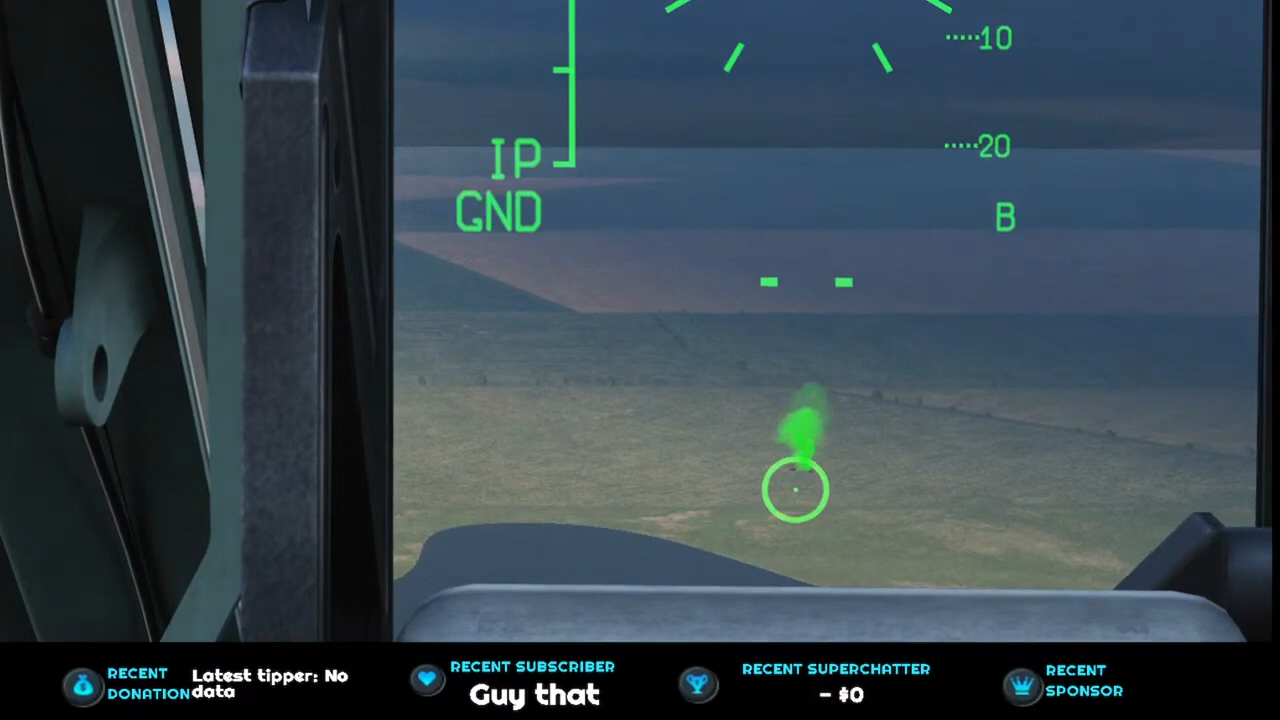 10
20
IP
GND
B
RECENT DONATION
Latest tipper: No data
RECENT SUBSCRIBER
Guy that
RECENT SUPERCHATTER
- $0
RECENT SPONSOR